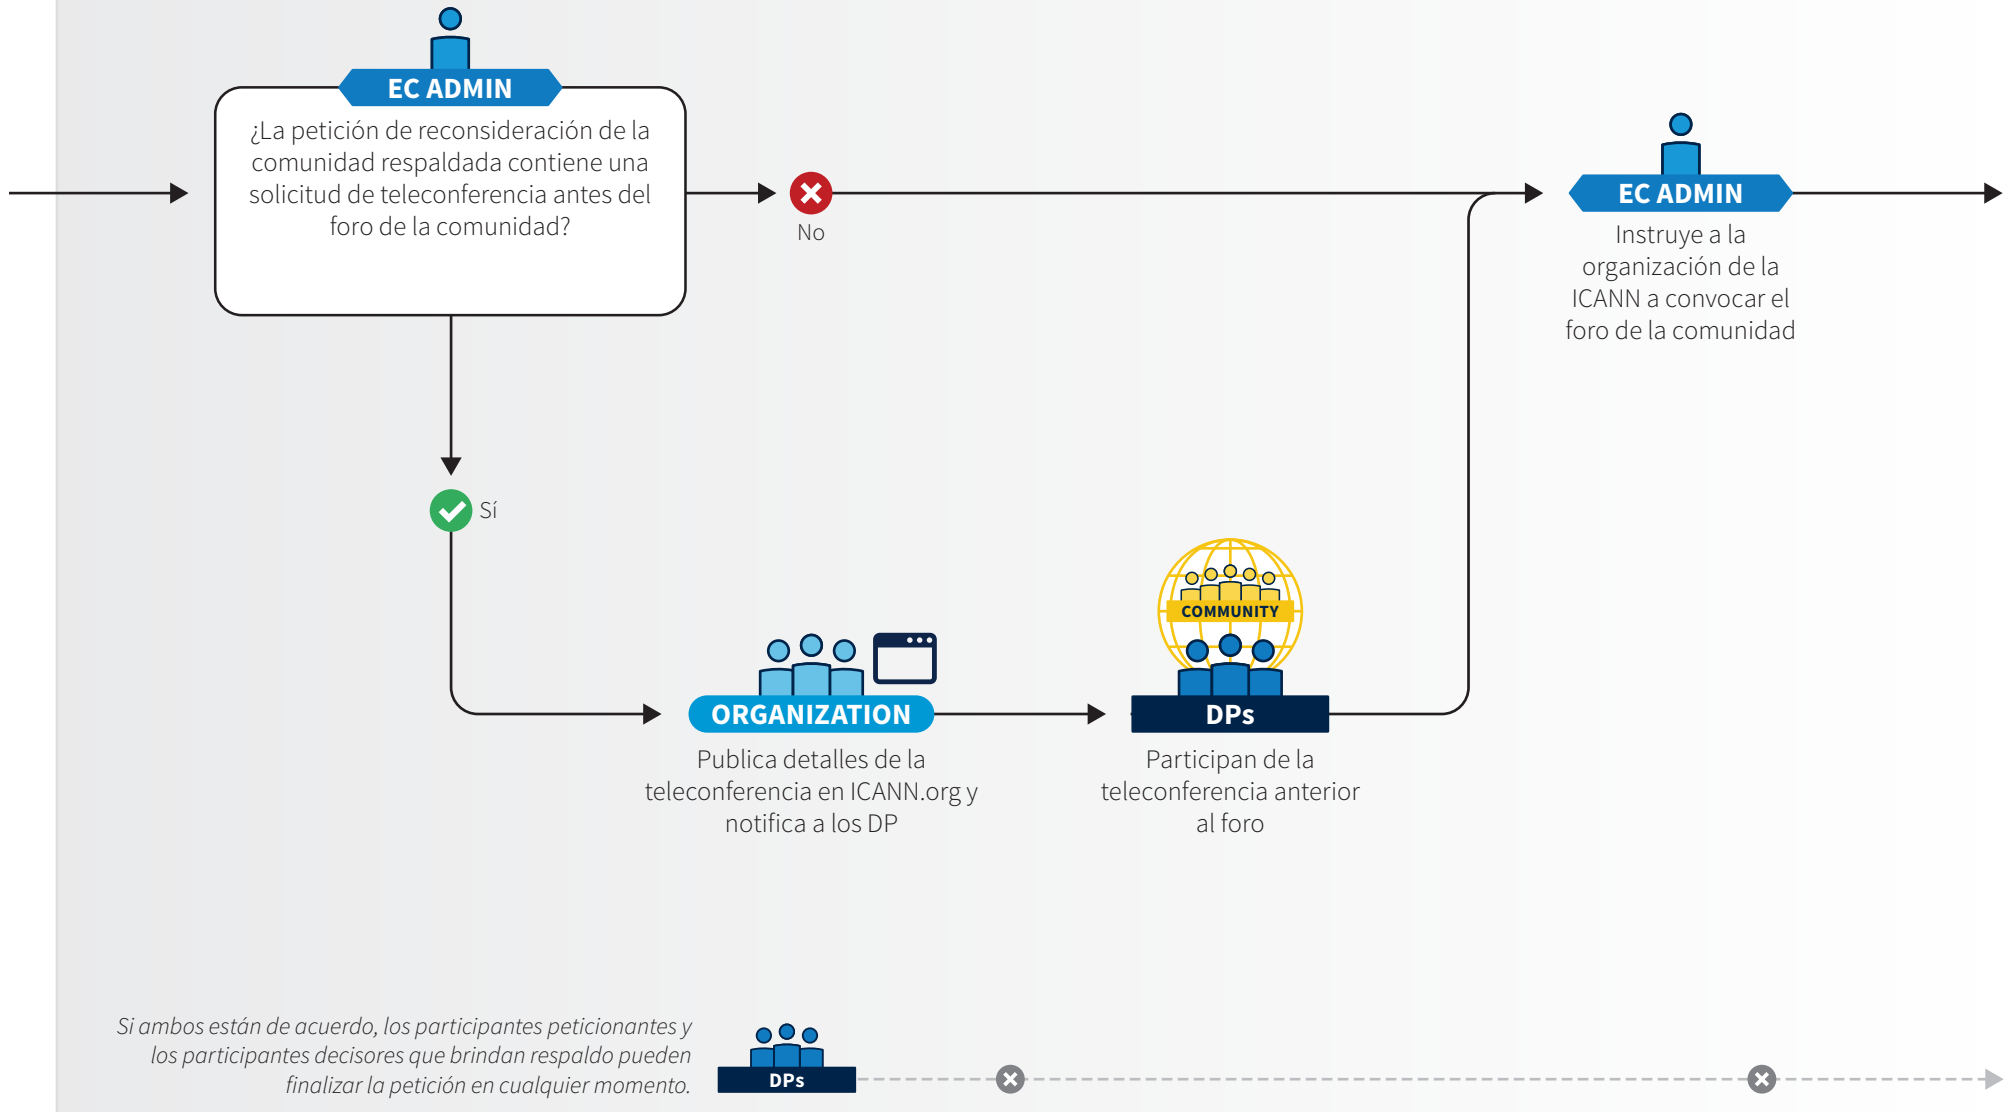 EC ADMIN
¿La petición de reconsideración de la
comunidad respaldada contiene una
solicitud de teleconferencia antes del
foro de la comunidad?
No
EC ADMIN
Instruye a la
organización de la
ICANN a convocar el
foro de la comunidad
Sí
ORGANIZATION
Publica detalles de la
teleconferencia en ICANN.org y
notifica a los DP
COMMUNITY
DPs
Participan de la
teleconferencia anterior
al foro
Si ambos están de acuerdo, los participantes peticionantes y
los participantes decisores que brindan respaldo pueden
finalizar la petición en cualquier momento.
DPs